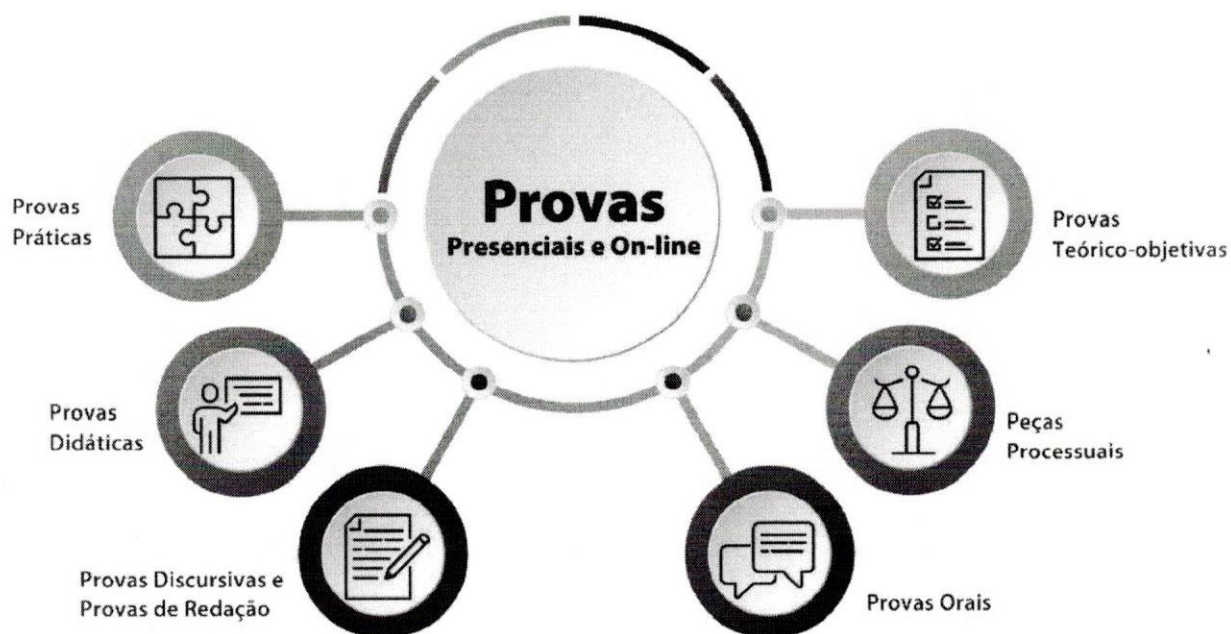 Provas
Presenciais e On-line
Provas
Práticas
Provas
Teórico-objetivas
Provas
Didáticas
Peças
Processuais
Provas Discursivas e
Provas de Redação
Provas Orais